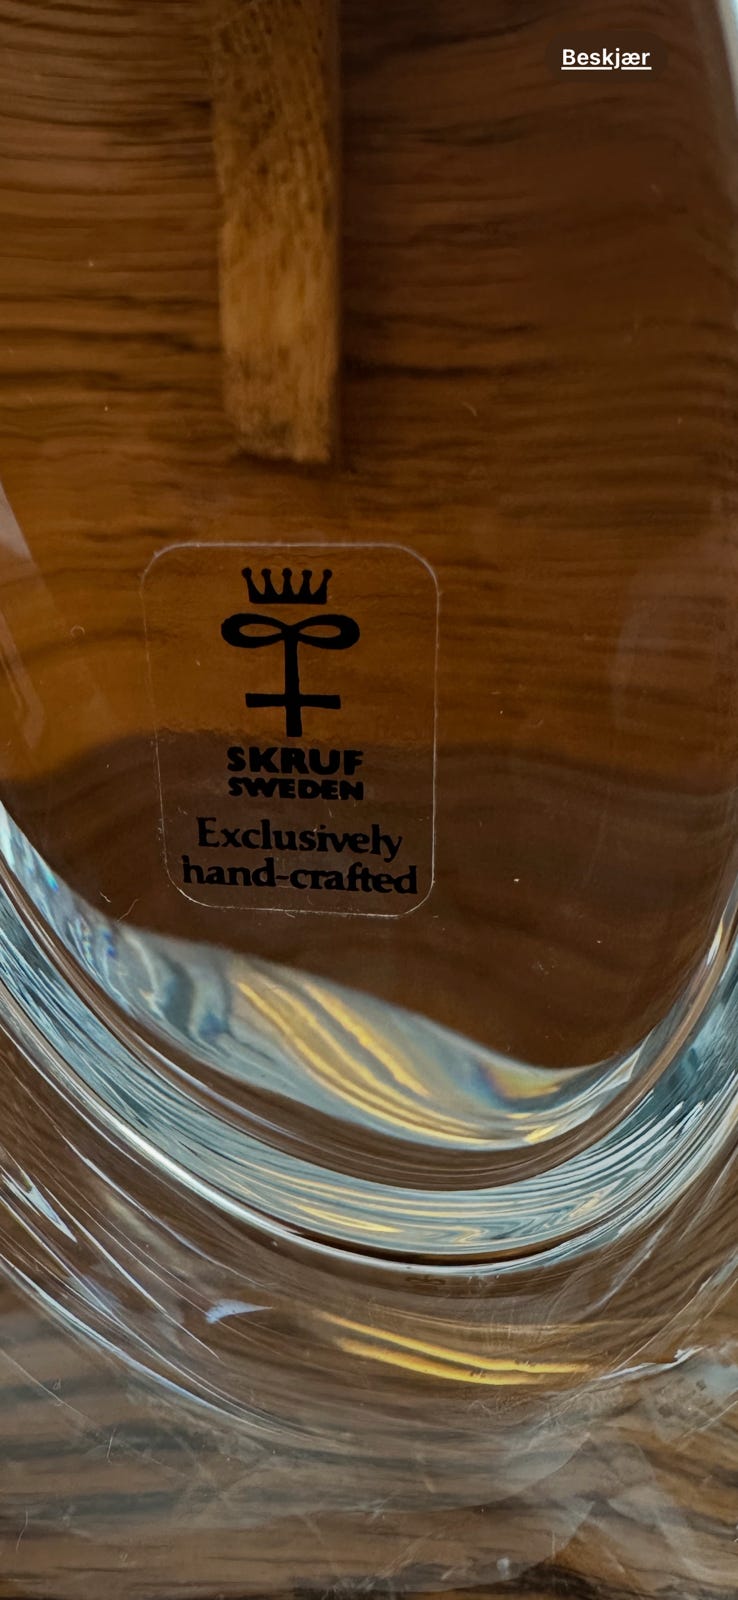 Beskjær
SKRUF
SWEDEN
Exclusively
hand-crafted